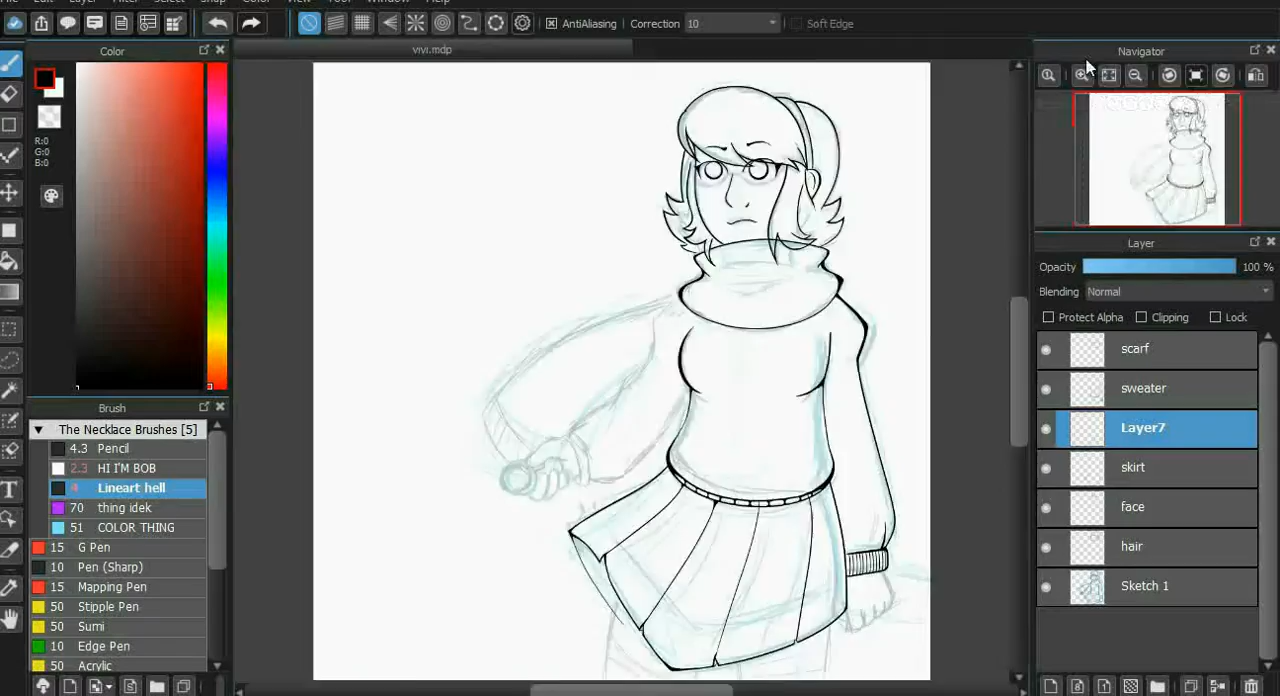 AntiAliasing Correction 10 Soft Edge
Color
vivi.mdp
Navigator
R:0
G:0
B:0
Layer
Opacity 100 %
Blending Normal
Protect Alpha Clipping Lock
scarf
sweater
Layer7
skirt
face
hair
Sketch 1
Brush
The Necklace Brushes [5]
4.3 Pencil
2.3 HI I'M BOB
4 Lineart hell
70 thing idek
51 COLOR THING
15 G Pen
10 Pen (Sharp)
15 Mapping Pen
50 Stipple Pen
50 Sumi
10 Edge Pen
50 Acrylic